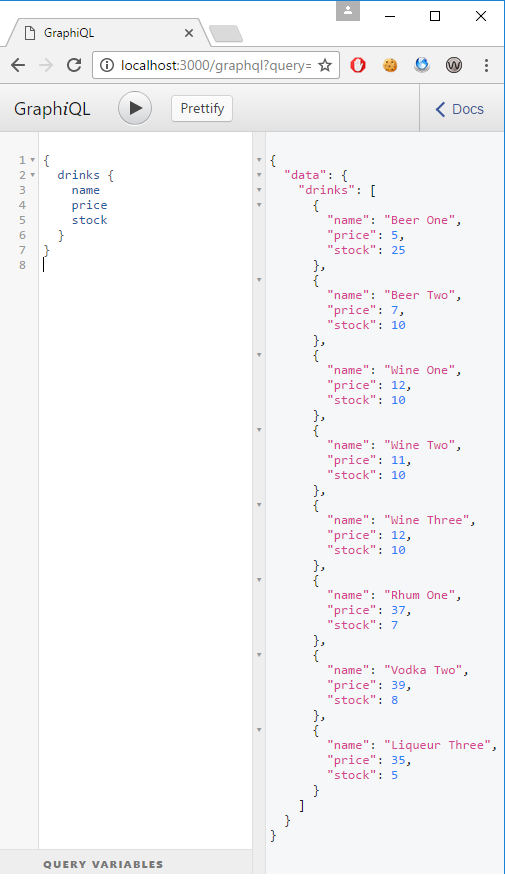 GraphiQL
localhost:3000/graphql?query=
GraphiQL
Prettify
Docs
1 {
2   drinks {
3     name
4     price
5     stock
6   }
7 }
8
{
  "data": {
    "drinks": [
      {
        "name": "Beer One",
        "price": 5,
        "stock": 25
      },
      {
        "name": "Beer Two",
        "price": 7,
        "stock": 10
      },
      {
        "name": "Wine One",
        "price": 12,
        "stock": 10
      },
      {
        "name": "Wine Two",
        "price": 11,
        "stock": 10
      },
      {
        "name": "Wine Three",
        "price": 12,
        "stock": 10
      },
      {
        "name": "Rhum One",
        "price": 37,
        "stock": 7
      },
      {
        "name": "Vodka Two",
        "price": 39,
        "stock": 8
      },
      {
        "name": "Liqueur Three",
        "price": 35,
        "stock": 5
      }
    ]
  }
}
QUERY VARIABLES